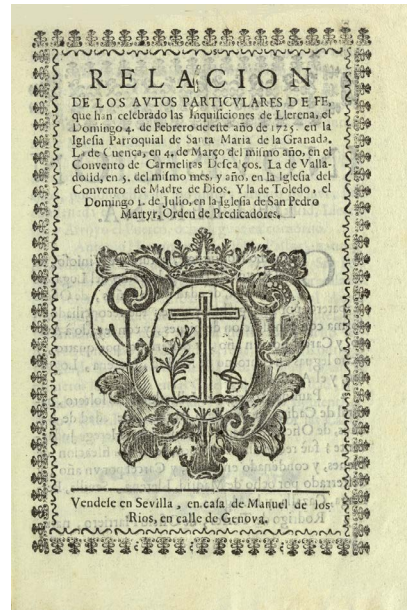 RELACION
DE LOS AVTOS PARTICVLARES DE FE,
que han celebrado las Inquisiciones de Llerena, el
Domingo 4. de Febrero de este año de 1725. en la
Iglesia Parroquial de Santa Maria de la Granada.
La de Cuenca, en 4. de Março del mismo año, en el
Convento de Carmelitas Descaços. La de Valla-
dolid, en 5. del mismo mes, y año, en la Iglesia del
Convento de Madre de Dios. Y la de Toledo, el
Domingo 1. de Julio, en la Iglesia de San Pedro
Martyr, Orden de Predicadores.
Vendese en Sevilla, en casa de Manuel de los
Rios, en calle de Genova.